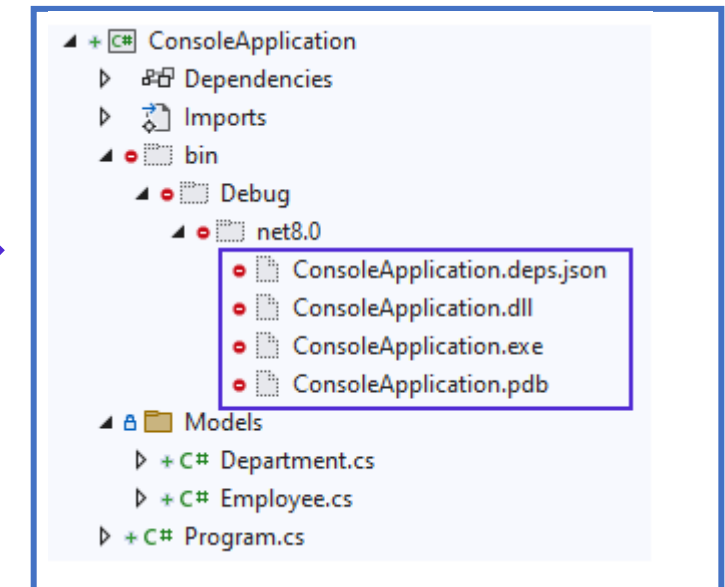 C# ConsoleApplication
Dependencies
Imports
bin
Debug
net8.0
ConsoleApplication.deps.json
ConsoleApplication.dll
ConsoleApplication.exe
ConsoleApplication.pdb
Models
+ C# Department.cs
+ C# Employee.cs
+ C# Program.cs